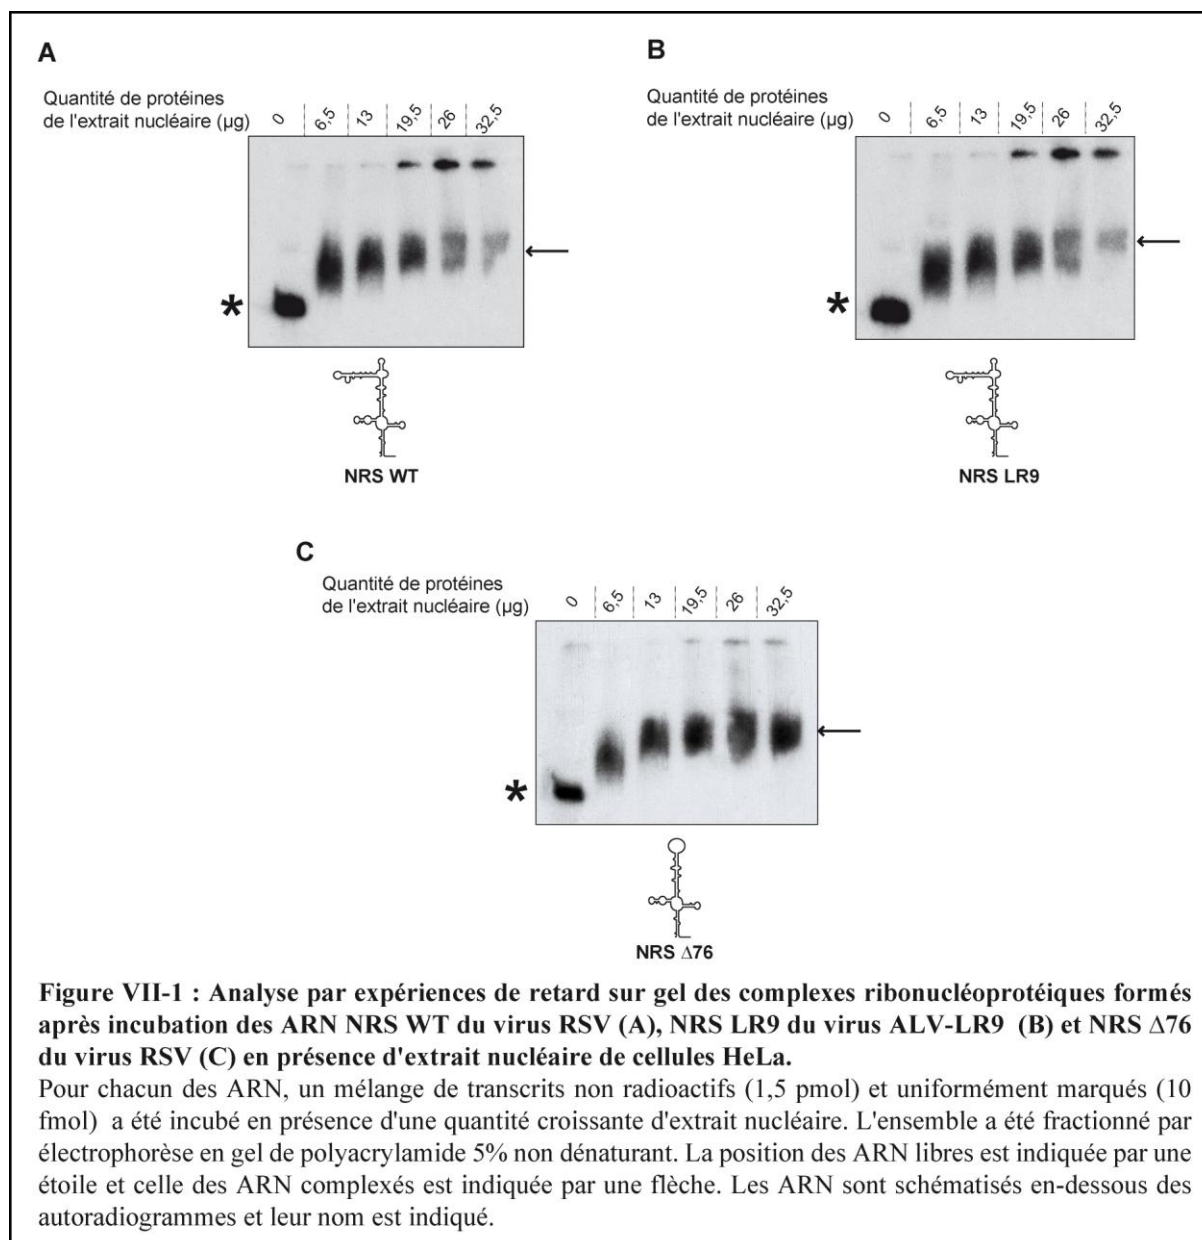 A
Quantité de protéines
de l'extrait nucléaire (µg)
0 6,5 13 19,5 26 32,5
*
NRS WT
B
Quantité de protéines
de l'extrait nucléaire (µg)
0 6,5 13 19,5 26 32,5
*
NRS LR9
C
Quantité de protéines
de l'extrait nucléaire (µg)
0 6,5 13 19,5 26 32,5
*
NRS Δ76
Figure VII-1 : Analyse par expériences de retard sur gel des complexes ribonucléoprotéiques formés
après incubation des ARN NRS WT du virus RSV (A), NRS LR9 du virus ALV-LR9 (B) et NRS Δ76
du virus RSV (C) en présence d'extrait nucléaire de cellules HeLa.
Pour chacun des ARN, un mélange de transcrits non radioactifs (1,5 pmol) et uniformément marqués (10
fmol) a été incubé en présence d'une quantité croissante d'extrait nucléaire. L'ensemble a été fractionné par
électrophorèse en gel de polyacrylamide 5% non dénaturant. La position des ARN libres est indiquée par une
étoile et celle des ARN complexés est indiquée par une flèche. Les ARN sont schématisés en-dessous des
autoradiogrammes et leur nom est indiqué.